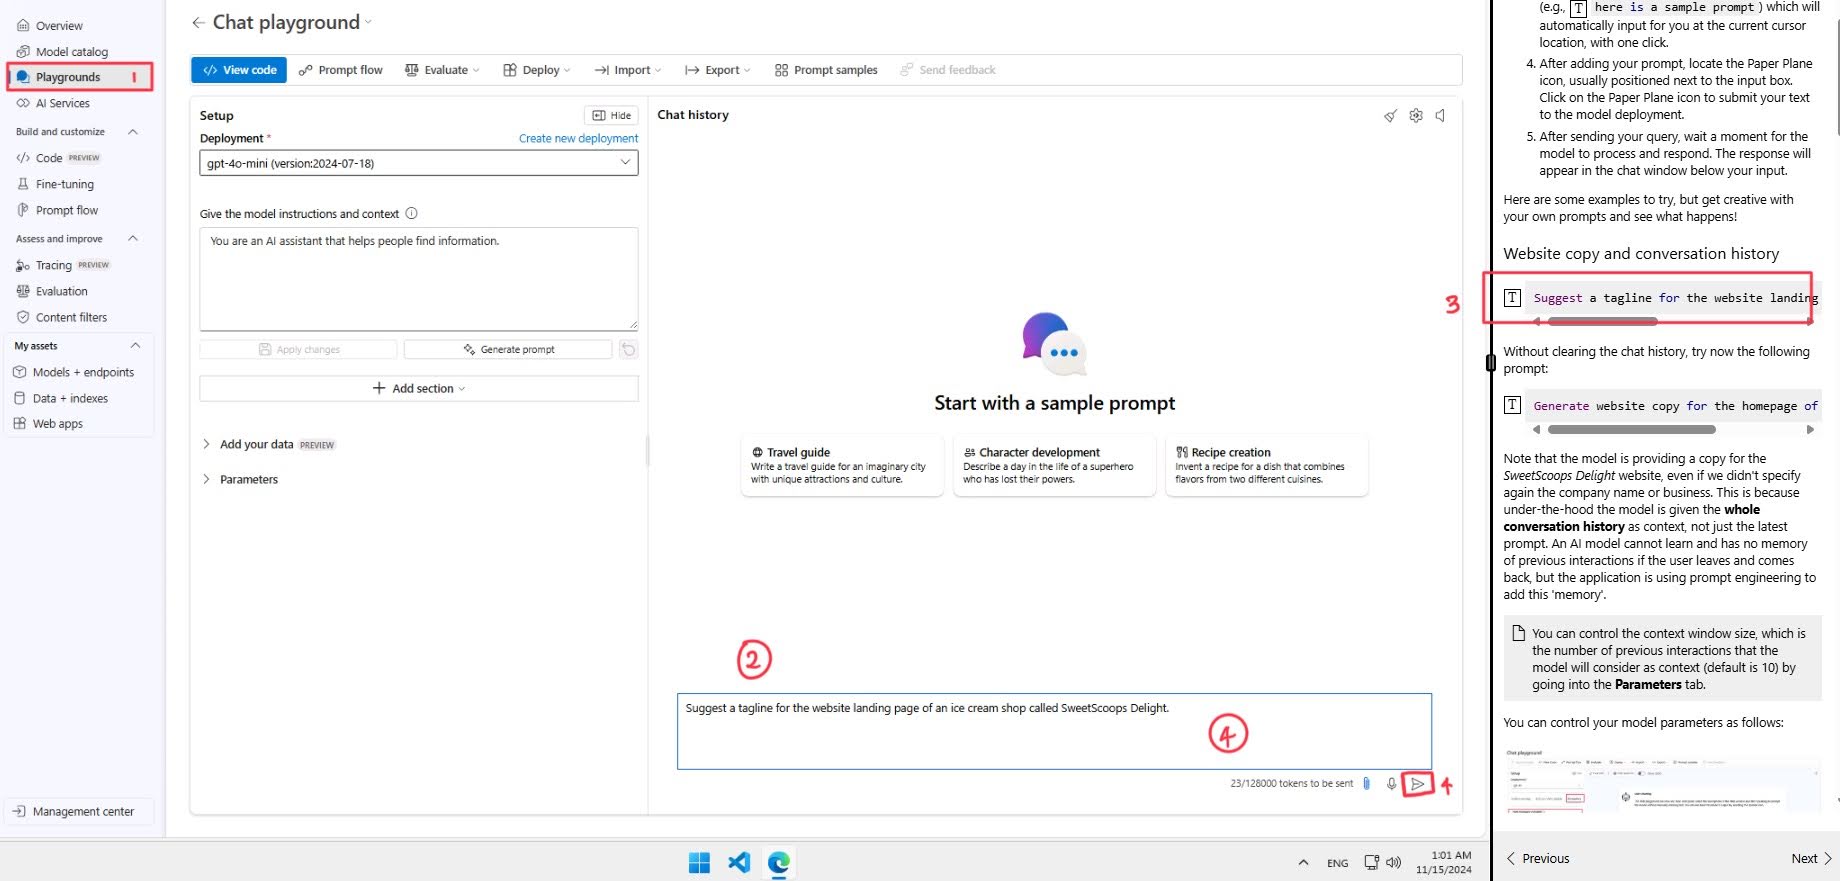 Overview
Model catalog
Playgrounds 1
AI Services
Build and customize
Code PREVIEW
Fine-tuning
Prompt flow
Assess and improve
Tracing PREVIEW
Evaluation
Content filters
My assets
Models + endpoints
Data + indexes
Web apps
Management center
Chat playground
View code Prompt flow Evaluate Deploy Import Export Prompt samples Send feedback
Setup Hide
Deployment * Create new deployment
gpt-4o-mini (version:2024-07-18)
Give the model instructions and context
You are an AI assistant that helps people find information.
Apply changes Generate prompt
Add section
Add your data PREVIEW
Parameters
Chat history
Start with a sample prompt
Travel guide
Write a travel guide for an imaginary city
with unique attractions and culture.
Character development
Describe a day in the life of a superhero
who has lost their powers.
Recipe creation
Invent a recipe for a dish that combines
flavors from two different cuisines.
2
Suggest a tagline for the website landing page of an ice cream shop called SweetScoops Delight.
4
23/128000 tokens to be sent
4
(e.g., T here is a sample prompt ) which will
automatically input for you at the current cursor
location, with one click.
4. After adding your prompt, locate the Paper Plane
icon, usually positioned next to the input box.
Click on the Paper Plane icon to submit your text
to the model deployment.
5. After sending your query, wait a moment for the
model to process and respond. The response will
appear in the chat window below your input.
Here are some examples to try, but get creative with
your own prompts and see what happens!
Website copy and conversation history
3
T Suggest a tagline for the website landing
Without clearing the chat history, try now the following
prompt:
T Generate website copy for the homepage of
Note that the model is providing a copy for the
SweetScoops Delight website, even if we didn't specify
again the company name or business. This is because
under-the-hood the model is given the whole
conversation history as context, not just the latest
prompt. An AI model cannot learn and has no memory
of previous interactions if the user leaves and comes
back, but the application is using prompt engineering to
add this 'memory'.
You can control the context window size, which is
the number of previous interactions that the
model will consider as context (default is 10) by
going into the Parameters tab.
You can control your model parameters as follows:
Chat playground
Previous Next
ENG
1:01 AM
11/15/2024